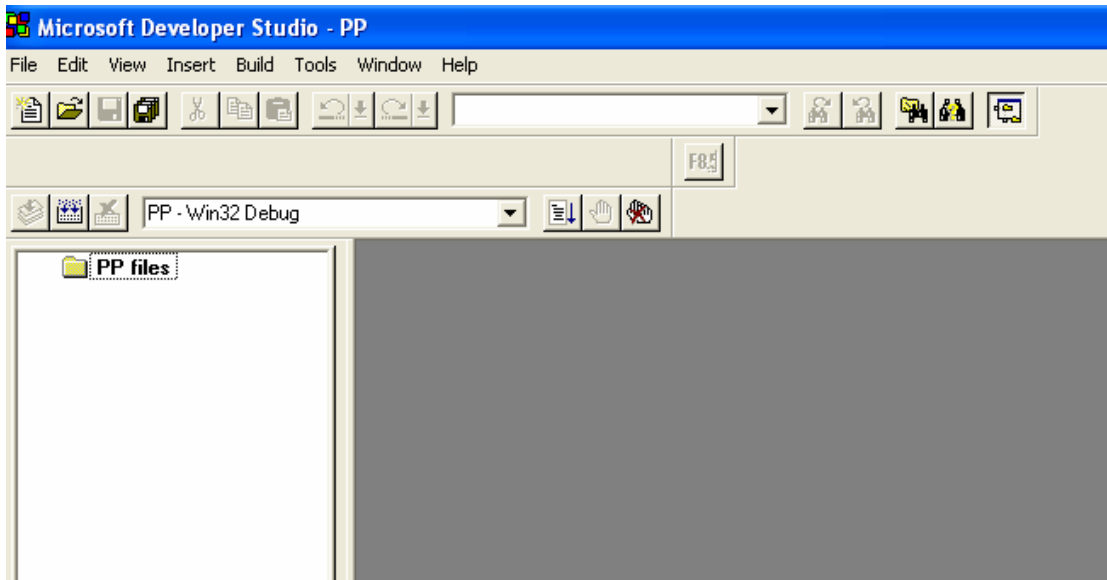 Microsoft Developer Studio - PP
File Edit View Insert Build Tools Window Help
F8
PP - Win32 Debug
PP files